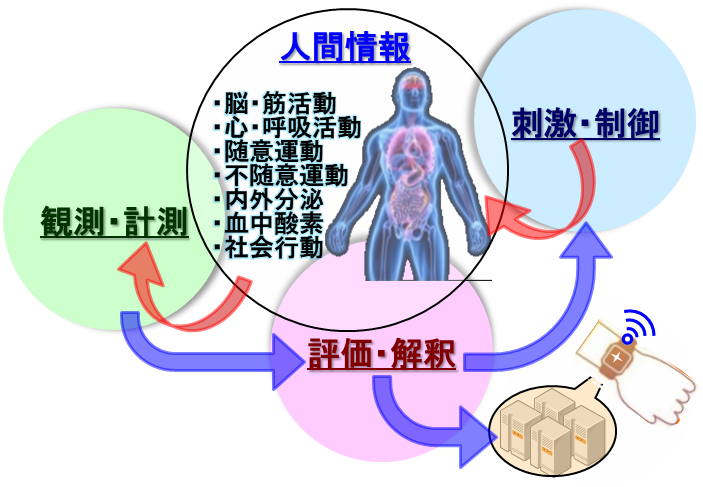 人間情報
・脳・筋活動
・心・呼吸活動
・随意運動
・不随意運動
・内外分泌
・血中酸素
・社会行動
刺激・制御
観測・計測
評価・解釈